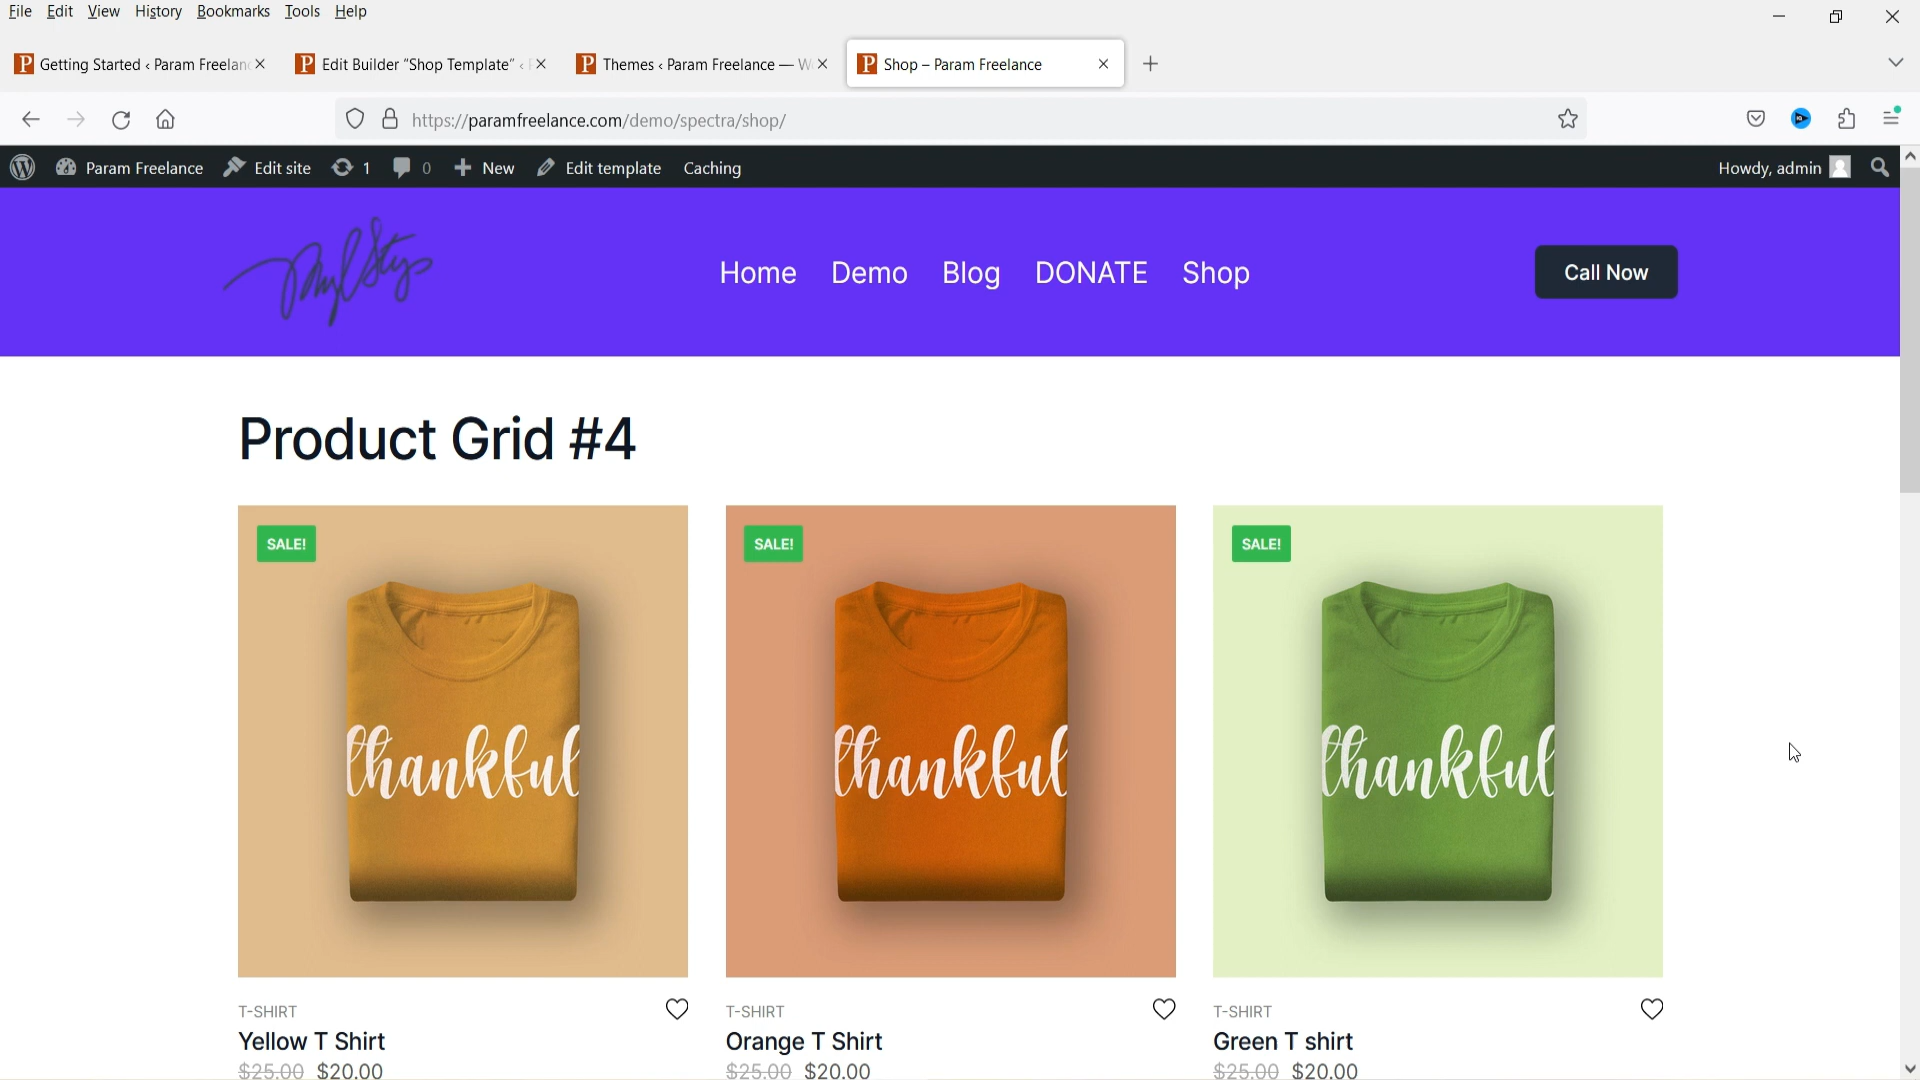 File Edit View History Bookmarks Tools Help
Getting Started ‹ Param Freelanc
Edit Builder “Shop Template” ‹
Themes ‹ Param Freelance — W
Shop – Param Freelance
https://paramfreelance.com/demo/spectra/shop/
Param Freelance Edit site 1 0 New Edit template Caching Howdy, admin
Home Demo Blog DONATE Shop Call Now
Product Grid #4
SALE! SALE! SALE!
thankful thankful thankful
T-SHIRT T-SHIRT T-SHIRT
Yellow T Shirt Orange T Shirt Green T shirt
$25.00 $20.00 $25.00 $20.00 $25.00 $20.00